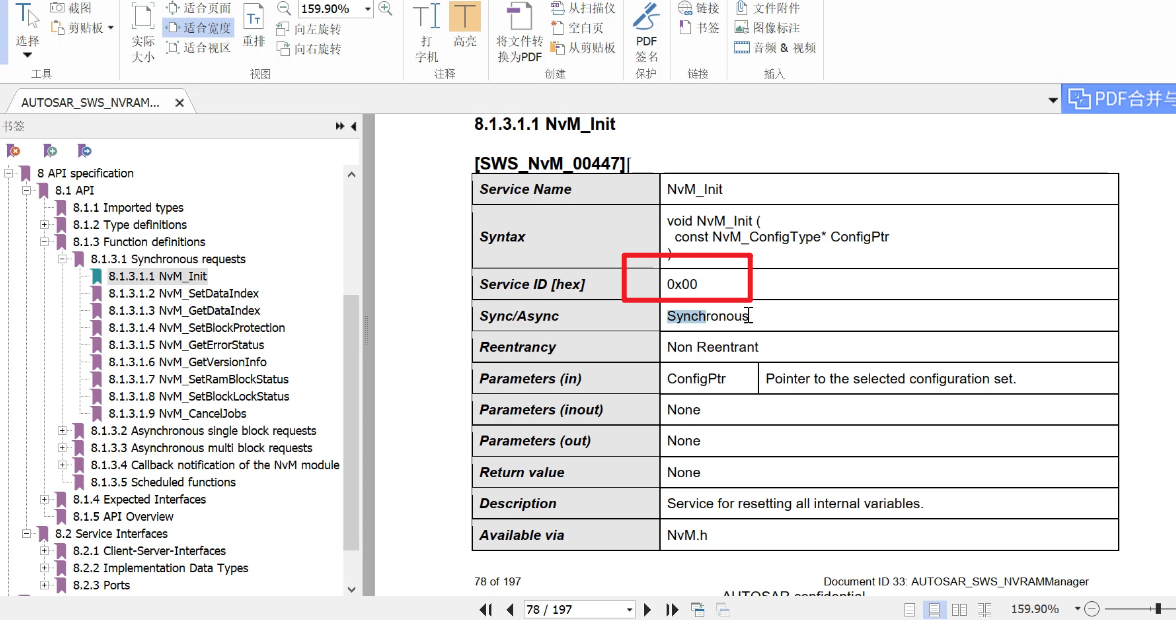 截图
适合页面
159.90%
从扫描仪
链接
文件附件
选择
剪贴板
实际
大小
适合宽度
重排
向左旋转
打
字机
高亮
将文件转
换为PDF
空白页
PDF
签名
书签
图像标注
适合视区
向右旋转
从剪贴板
音频 & 视频
工具
视图
注释
创建
保护
链接
插入
AUTOSAR_SWS_NVRAM...
PDF合并与
书签
8 API specification
8.1 API
8.1.1 Imported types
8.1.2 Type definitions
8.1.3 Function definitions
8.1.3.1 Synchronous requests
8.1.3.1.1 NvM_Init
8.1.3.1.2 NvM_SetDataIndex
8.1.3.1.3 NvM_GetDataIndex
8.1.3.1.4 NvM_SetBlockProtection
8.1.3.1.5 NvM_GetErrorStatus
8.1.3.1.6 NvM_GetVersionInfo
8.1.3.1.7 NvM_SetRamBlockStatus
8.1.3.1.8 NvM_SetBlockLockStatus
8.1.3.1.9 NvM_CancelJobs
8.1.3.2 Asynchronous single block requests
8.1.3.3 Asynchronous multi block requests
8.1.3.4 Callback notification of the NvM module
8.1.3.5 Scheduled functions
8.1.4 Expected Interfaces
8.1.5 API Overview
8.2 Service Interfaces
8.2.1 Client-Server-Interfaces
8.2.2 Implementation Data Types
8.2.3 Ports
8.1.3.1.1 NvM_Init
[SWS_NvM_00447]⌈
Service Name NvM_Init
Syntax void NvM_Init (
const NvM_ConfigType* ConfigPtr
)
Service ID [hex] 0x00
Sync/Async Synchronous
Reentrancy Non Reentrant
Parameters (in) ConfigPtr Pointer to the selected configuration set.
Parameters (inout) None
Parameters (out) None
Return value None
Description Service for resetting all internal variables.
Available via NvM.h
78 of 197 Document ID 33: AUTOSAR_SWS_NVRAMManager
AUTOSAR confidential
78 / 197
159.90%